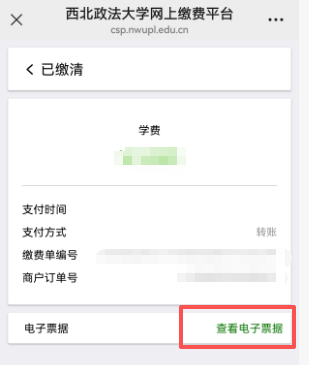 西北政法大学网上缴费平台
csp.nwupl.edu.cn
已缴清
学费
支付时间
支付方式 转账
缴费单编号
商户订单号
电子票据 查看电子票据